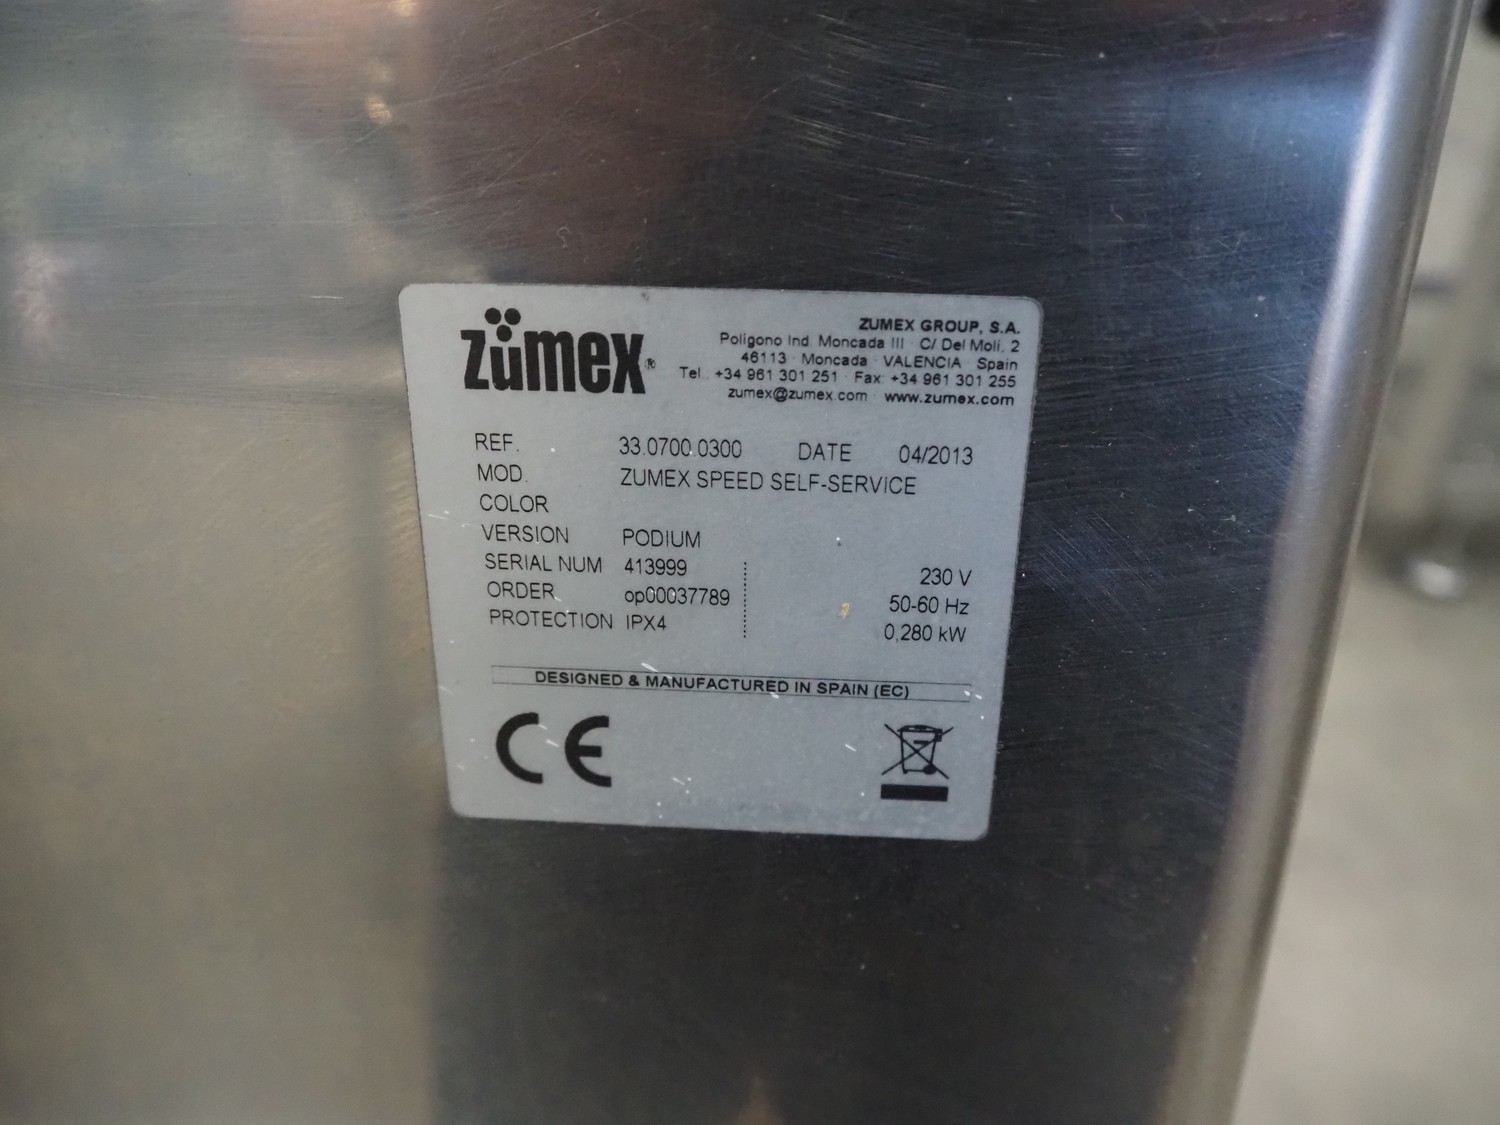 zümex®
ZUMEX GROUP, S.A.
Polígono Ind. Moncada III · C/ Del Molí, 2
46113 · Moncada · VALENCIA · Spain
Tel.: +34 961 301 251 · Fax: +34 961 301 255
zumex@zumex.com · www.zumex.com
REF. 33.0700.0300 DATE 04/2013
MOD. ZUMEX SPEED SELF-SERVICE
COLOR
VERSION PODIUM
SERIAL NUM 413999 230 V
ORDER op00037789 50-60 Hz
PROTECTION IPX4 0,280 kW
DESIGNED & MANUFACTURED IN SPAIN (EC)
CE